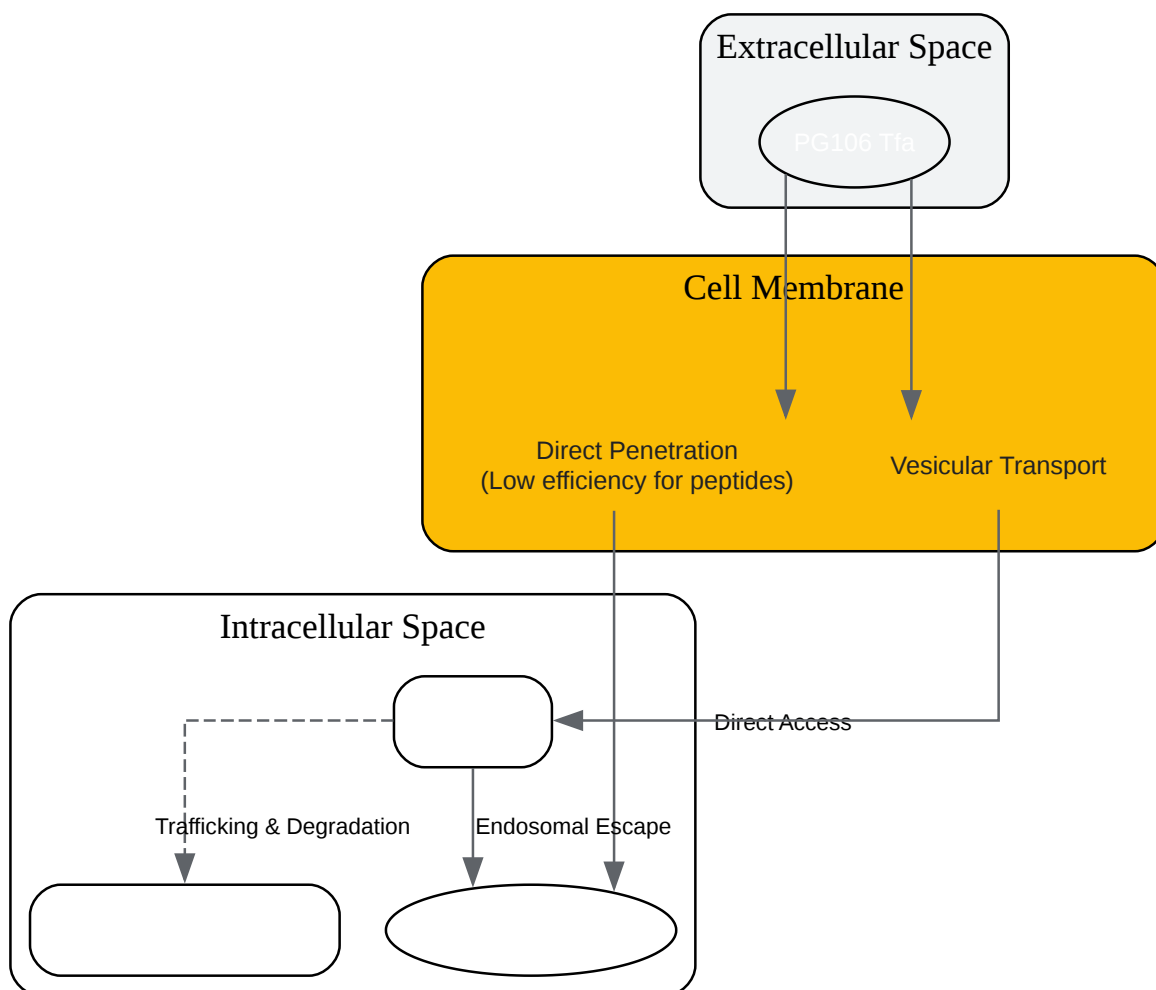 Extracellular Space
PG106 Tfa
Cell Membrane
Direct Penetration
(Low efficiency for peptides)
Vesicular Transport
Intracellular Space
Direct Access
Trafficking & Degradation
Endosomal Escape